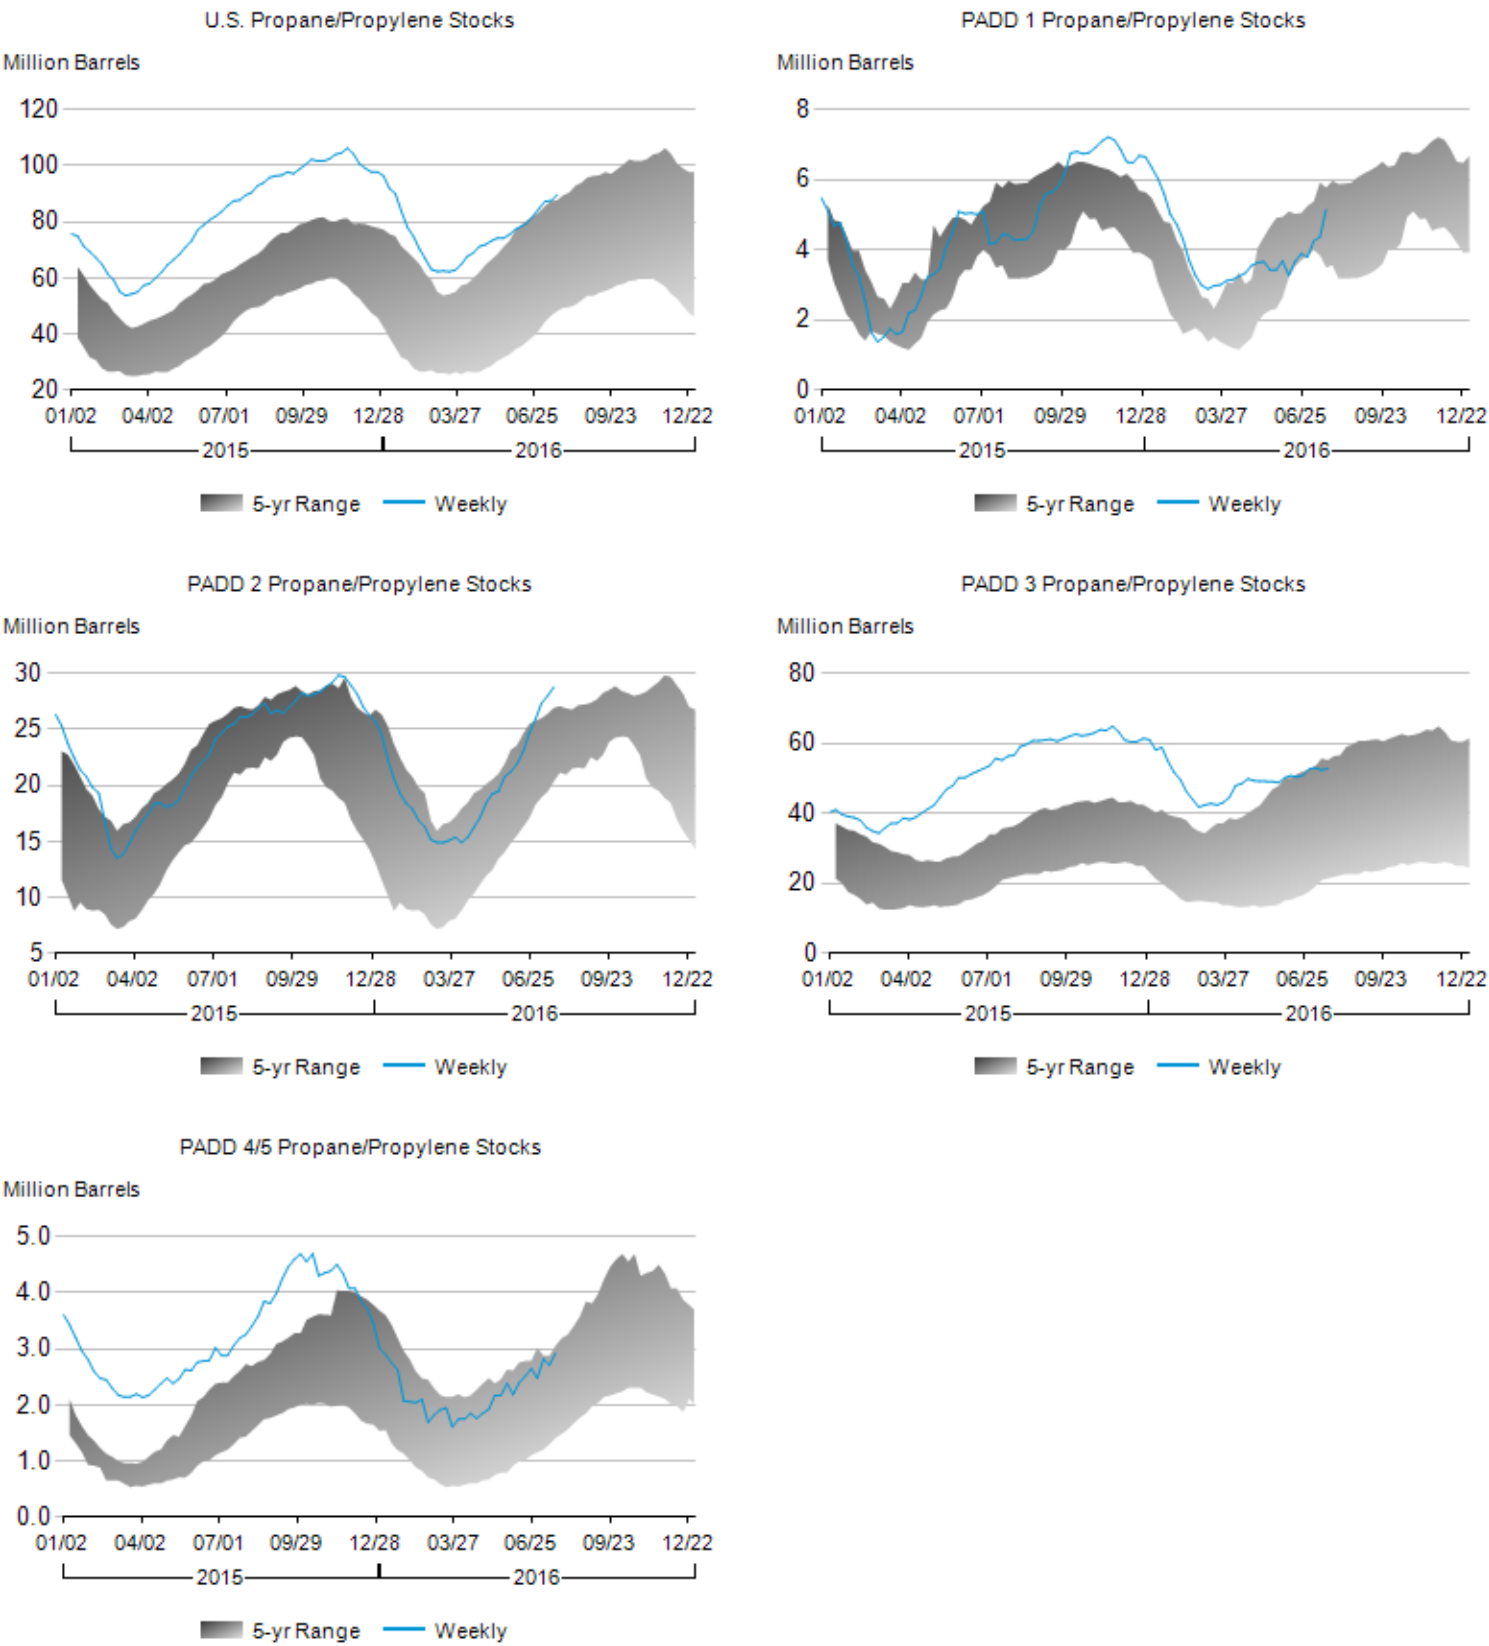 U.S. Propane/Propylene Stocks
Million Barrels
120
100
80
60
40
20
01/02 04/02 07/01 09/29 12/28 03/27 06/25 09/23 12/22
2015 2016
5-yr Range Weekly
PADD 1 Propane/Propylene Stocks
Million Barrels
8
6
4
2
0
01/02 04/02 07/01 09/29 12/28 03/27 06/25 09/23 12/22
2015 2016
5-yr Range Weekly
PADD 2 Propane/Propylene Stocks
Million Barrels
30
25
20
15
10
5
01/02 04/02 07/01 09/29 12/28 03/27 06/25 09/23 12/22
2015 2016
5-yr Range Weekly
PADD 3 Propane/Propylene Stocks
Million Barrels
80
60
40
20
0
01/02 04/02 07/01 09/29 12/28 03/27 06/25 09/23 12/22
2015 2016
5-yr Range Weekly
PADD 4/5 Propane/Propylene Stocks
Million Barrels
5.0
4.0
3.0
2.0
1.0
0.0
01/02 04/02 07/01 09/29 12/28 03/27 06/25 09/23 12/22
2015 2016
5-yr Range Weekly